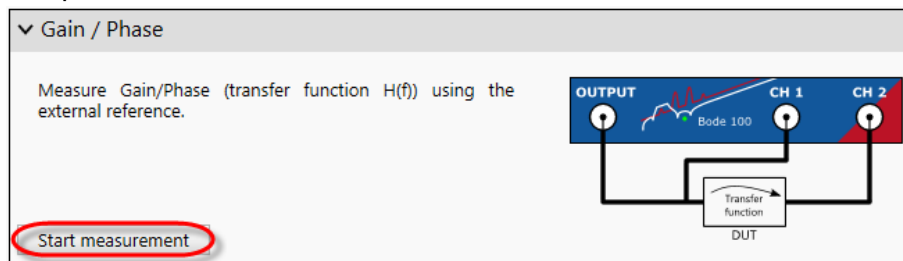 Gain / Phase
Measure Gain/Phase (transfer function H(f)) using the
external reference.
OUTPUT
CH 1
CH 2
Bode 100
Transfer
function
DUT
Start measurement